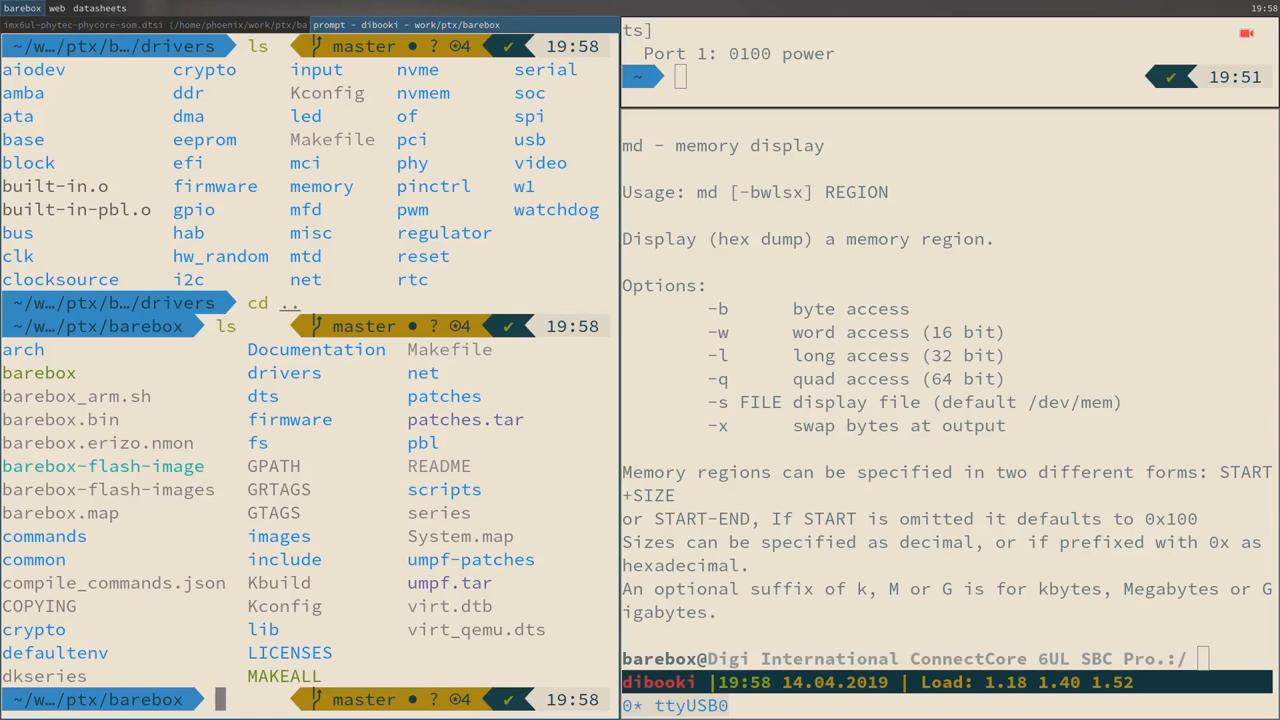 barebox web datasheets 19:58
imx6ul-phytec-phycore-som.dtsi (/home/phoenix/work/ptx/ba
prompt - dibooki - work/ptx/barebox
~/w…/ptx/b…/drivers ls master ● ? ⍟4 ✔ 19:58
aiodev crypto input nvme serial
amba ddr Kconfig nvmem soc
ata dma led of spi
base eeprom Makefile pci usb
block efi mci phy video
built-in.o firmware memory pinctrl w1
built-in-pbl.o gpio mfd pwm watchdog
bus hab misc regulator
clk hw_random mtd reset
clocksource i2c net rtc
~/w…/ptx/b…/drivers cd ..
~/w…/ptx/barebox ls master ● ? ⍟4 ✔ 19:58
arch Documentation Makefile
barebox drivers net
barebox_arm.sh dts patches
barebox.bin firmware patches.tar
barebox.erizo.nmon fs pbl
barebox-flash-image GPATH README
barebox-flash-images GRTAGS scripts
barebox.map GTAGS series
commands images System.map
common include umpf-patches
compile_commands.json Kbuild umpf.tar
COPYING Kconfig virt.dtb
crypto lib virt_qemu.dts
defaultenv LICENSES
dkseries MAKEALL
~/w…/ptx/barebox master ● ? ⍟4 ✔ 19:58
ts]
Port 1: 0100 power
~ ✔ 19:51
md - memory display
Usage: md [-bwlsx] REGION
Display (hex dump) a memory region.
Options:
-b byte access
-w word access (16 bit)
-l long access (32 bit)
-q quad access (64 bit)
-s FILE display file (default /dev/mem)
-x swap bytes at output
Memory regions can be specified in two different forms: START
+SIZE
or START-END, If START is omitted it defaults to 0x100
Sizes can be specified as decimal, or if prefixed with 0x as
hexadecimal.
An optional suffix of k, M or G is for kbytes, Megabytes or G
igabytes.
barebox@Digi International ConnectCore 6UL SBC Pro.:/
dibooki |19:58 14.04.2019 | Load: 1.18 1.40 1.52
0* ttyUSB0